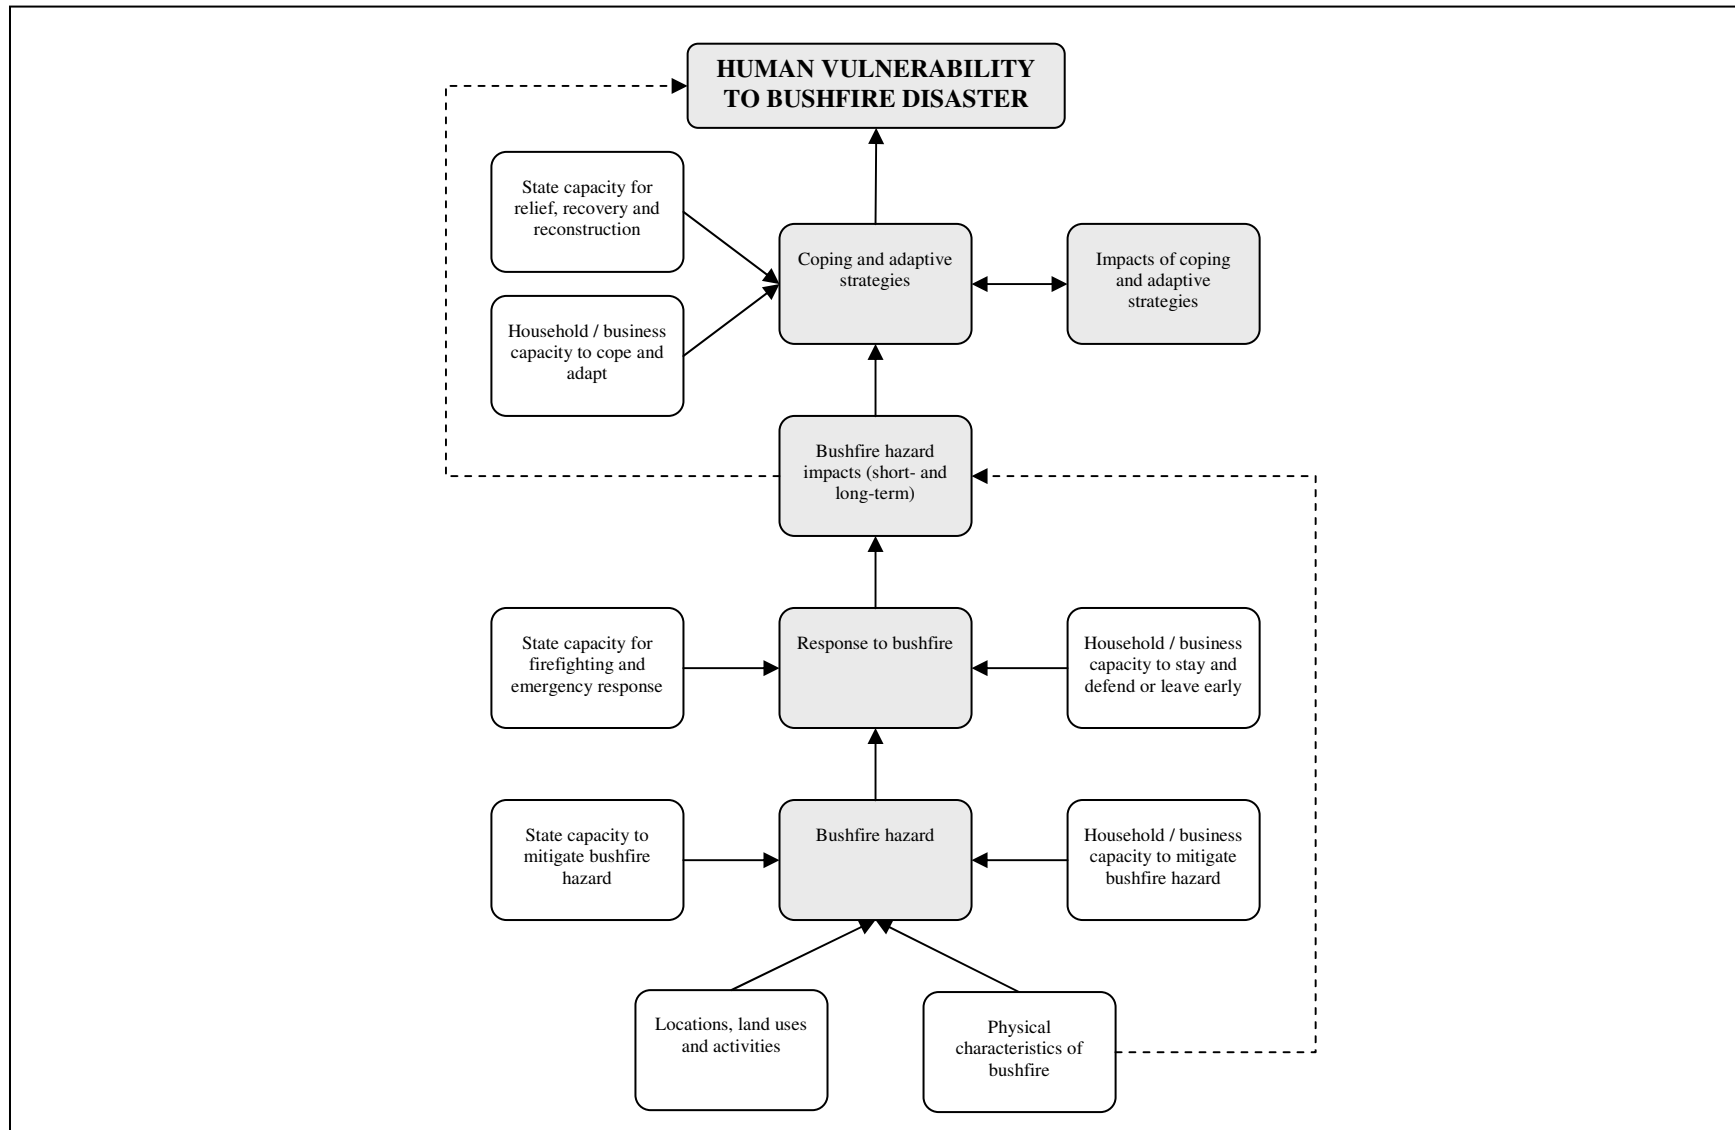 HUMAN VULNERABILITY
TO BUSHFIRE DISASTER
State capacity for
relief, recovery and
reconstruction
Coping and adaptive
strategies
Impacts of coping
and adaptive
strategies
Household / business
capacity to cope and
adapt
Bushfire hazard
impacts (short- and
long-term)
State capacity for
firefighting and
emergency response
Response to bushfire
Household / business
capacity to stay and
defend or leave early
State capacity to
mitigate bushfire
hazard
Bushfire hazard
Household / business
capacity to mitigate
bushfire hazard
Locations, land uses
and activities
Physical
characteristics of
bushfire